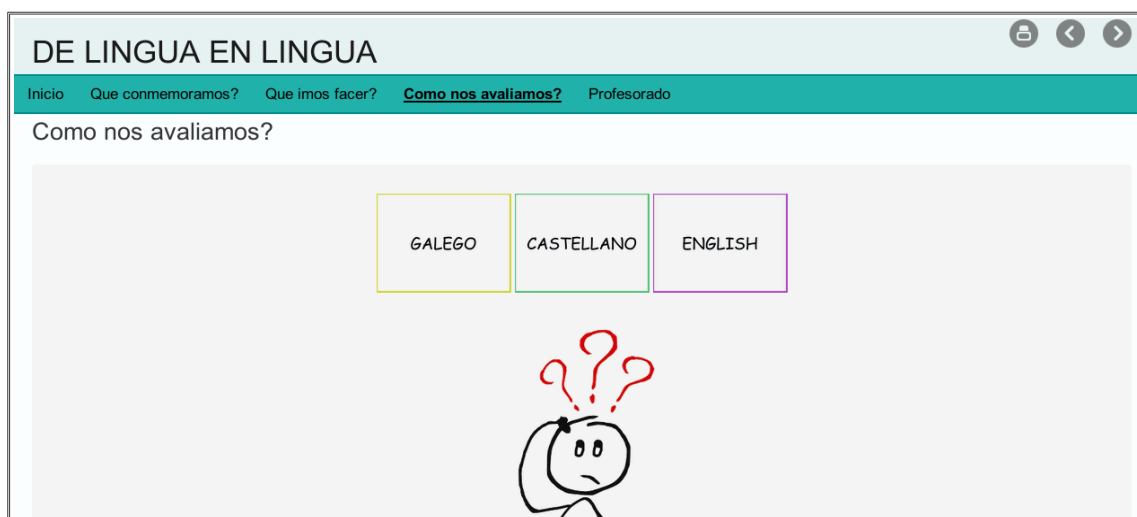 DE LINGUA EN LINGUA
Inicio Que conmemoramos? Que imos facer? Como nos avaliamos? Profesorado
Como nos avaliamos?
GALEGO CASTELLANO ENGLISH
???